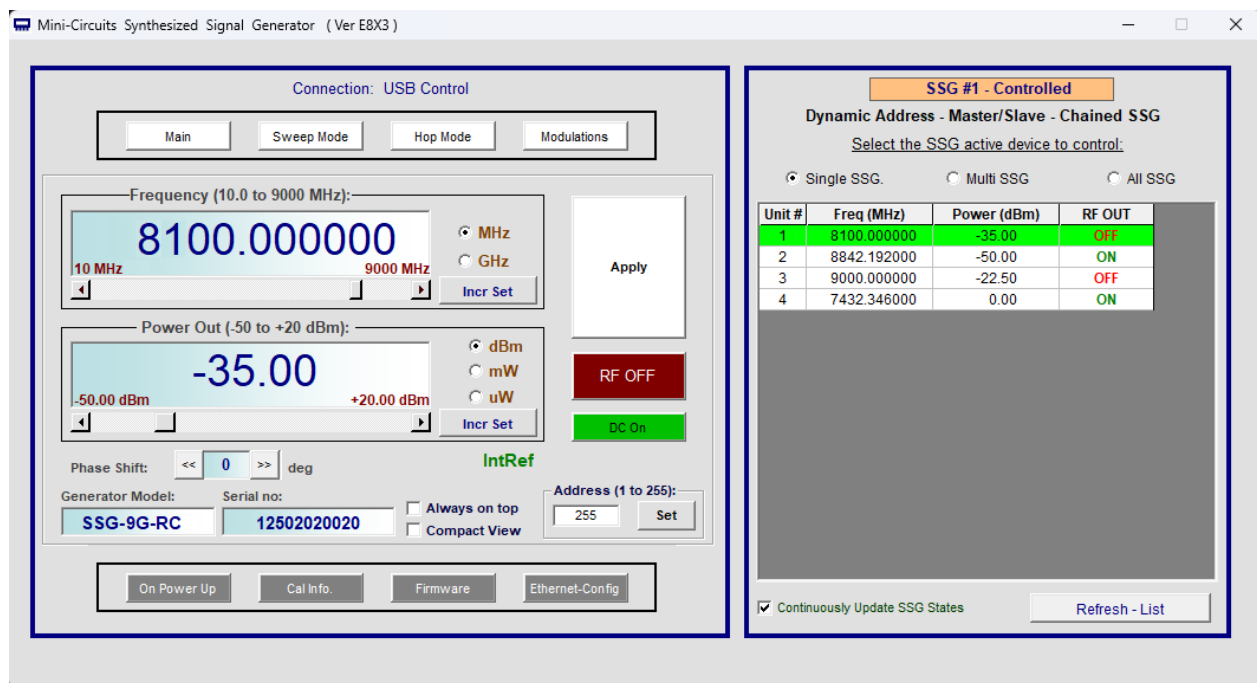 Mini-Circuits Synthesized Signal Generator ( Ver E8X3 )
Connection: USB Control
Main Sweep Mode Hop Mode Modulations
Frequency (10.0 to 9000 MHz):
8100.000000
10 MHz 9000 MHz
MHz
GHz
Incr Set
Apply
Power Out (-50 to +20 dBm):
-35.00
-50.00 dBm +20.00 dBm
dBm
mW
uW
Incr Set
RF OFF
DC On
Phase Shift: << 0 >> deg
IntRef
Generator Model: Serial no:
SSG-9G-RC 12502020020
Always on top
Compact View
Address (1 to 255):
255 Set
On Power Up Cal Info. Firmware Ethernet-Config
SSG #1 - Controlled
Dynamic Address - Master/Slave - Chained SSG
Select the SSG active device to control:
Single SSG. Multi SSG All SSG
Unit # Freq (MHz) Power (dBm) RF OUT
1 8100.000000 -35.00 OFF
2 8842.192000 -50.00 ON
3 9000.000000 -22.50 OFF
4 7432.346000 0.00 ON
Continuously Update SSG States Refresh - List